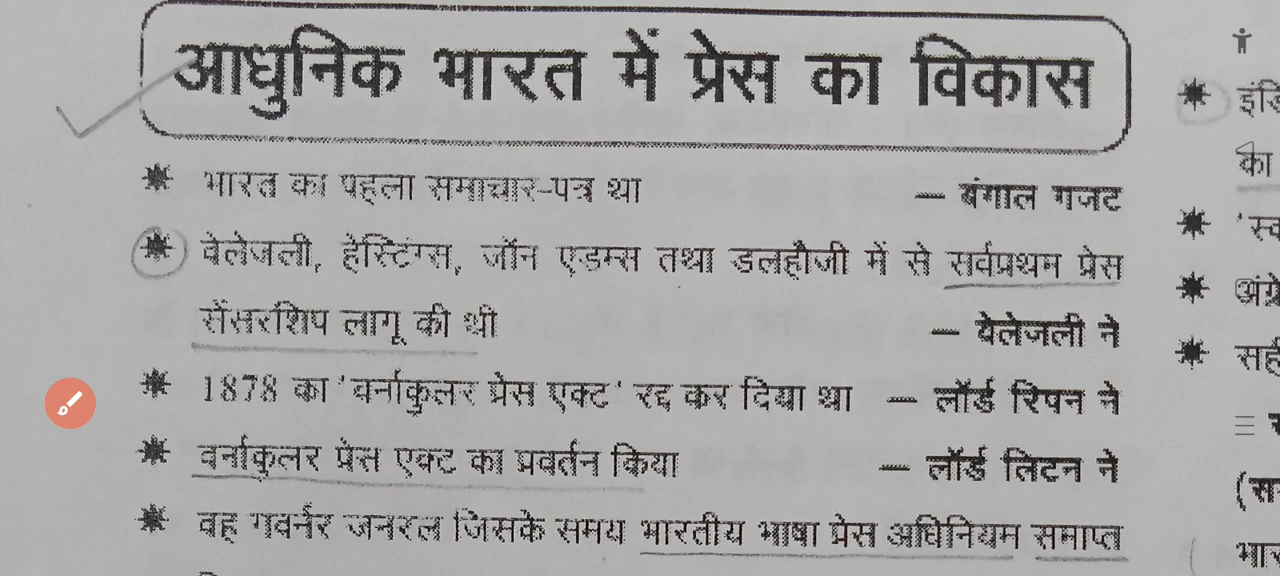 आधुनिक भारत में प्रेस का विकास
✷ भारत का पहला समाचार-पत्र था — बंगाल गजट
✷ वेलेजली, हेस्टिंग्स, जॉन एडम्स तथा डलहौजी में से सर्वप्रथम प्रेस
सेंसरशिप लागू की थी — वेलेजली ने
✷ 1878 का 'वर्नाकुलर प्रेस एक्ट' रद्द कर दिया था — लॉर्ड रिपन ने
✷ वर्नाकुलर प्रेस एक्ट का प्रवर्तन किया — लॉर्ड लिटन ने
✷ वह गवर्नर जनरल जिसके समय भारतीय भाषा प्रेस अधिनियम समाप्त
का